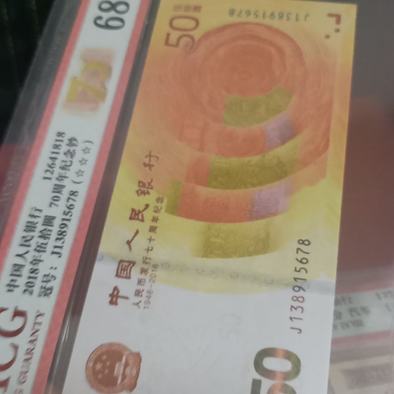 68
中国人民银行 12641818
2018年伍拾圆 70周年纪念钞
冠号：J138915678 (☆☆☆)
CG
GUARANTY
50
J138915678
中国人民银行
人民币发行七十周年纪念
1948-2018
J138915678
50